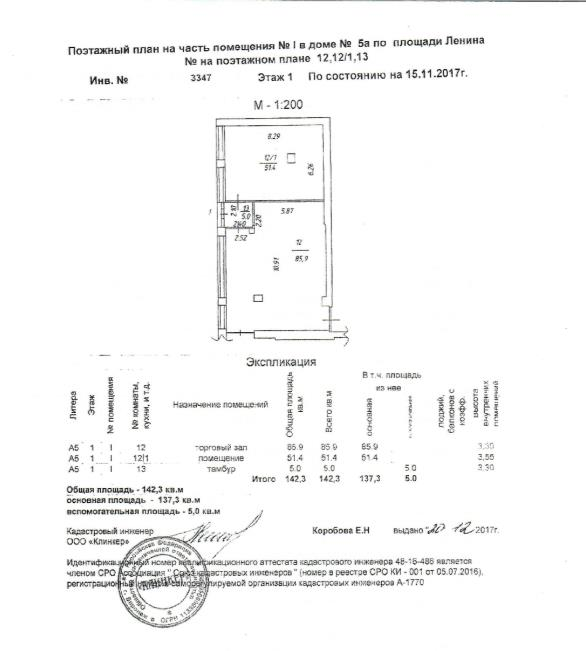 Поэтажный план на часть помещения № I в доме № 5а по площади Ленина
№ на поэтажном плане 12,12/1,13
Инв. № 3347 Этаж 1 По состоянию на 15.11.2017г.
М - 1:200
8.29
12/1
51.4
6.26
1
2.10
13
5.0
2.40
2.20
5.87
2.52
12
85,9
10.91
Экспликация
Литера
Этаж
№ помещения
№ комнаты, кухни, и т.д.
Назначение помещений
Общая площадь кв.м
Всего кв.м
В т.ч. площадь
из нее
основная
лоджий, балконов с коэфф.
высота внутренних помещений
А5 1 I 12 торговый зал 85.9 85.9 85.9 3,30
А5 1 I 12|1 помещение 51.4 51.4 51.4 3,55
А5 1 I 13 тамбур 5.0 5.0 5.0 3,30
Итого 142,3 142,3 137,3 5.0
Общая площадь - 142,3 кв.м
основная площадь - 137,3 кв.м
вспомогательная площадь - 5,0 кв.м
Кадастровый инженер
ООО «Клинкер»
Коробова Е.Н выдано 20 12 2017г.
Идентификационный номер квалификационного аттестата кадастрового инженера 48-16-486 является
членом СРО Ассоциация " Союз кадастровых инженеров " (номер в реестре СРО КИ - 001 от 05.07.2016),
регистрационный в саморегулируемой организации кадастровых инженеров А-1770
«КЛИНКЕР»